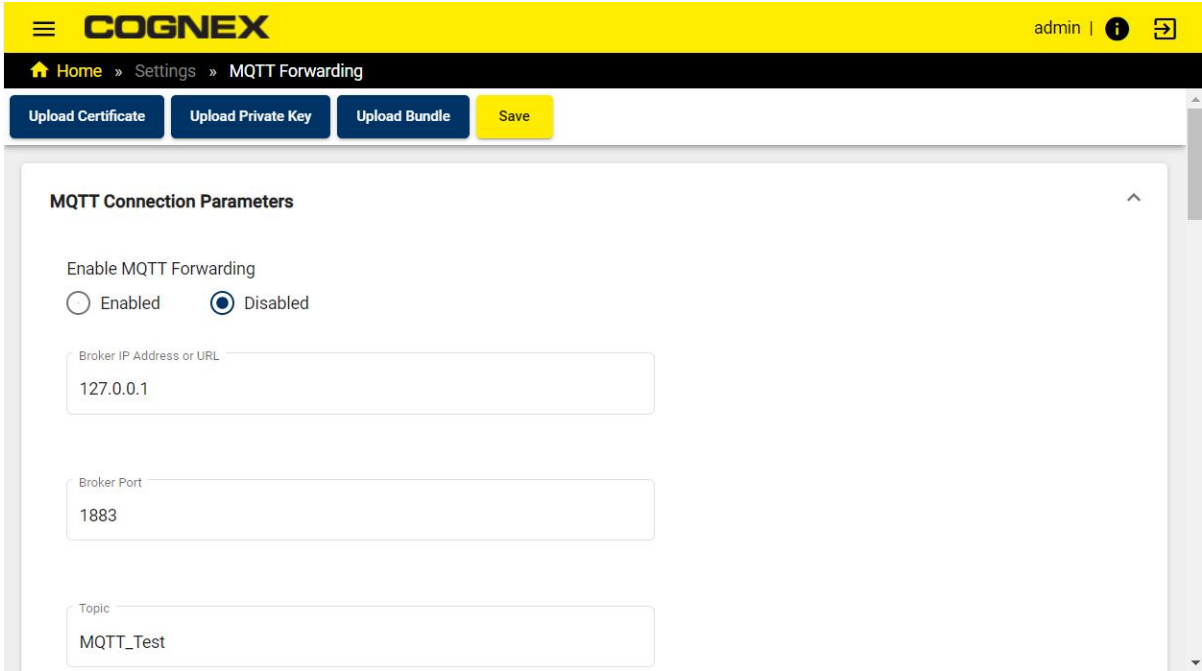 COGNEX
admin |
Home » Settings » MQTT Forwarding
Upload Certificate Upload Private Key Upload Bundle Save
MQTT Connection Parameters
Enable MQTT Forwarding
Enabled Disabled
Broker IP Address or URL
127.0.0.1
Broker Port
1883
Topic
MQTT_Test